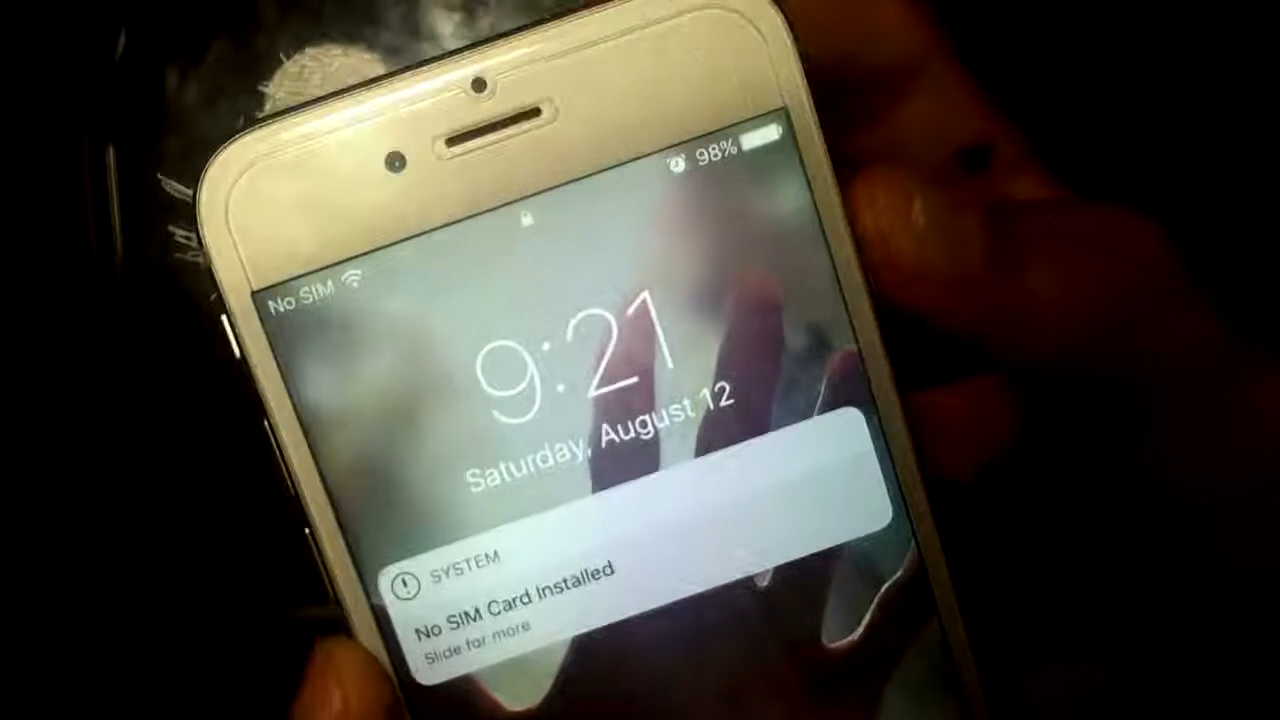 No SIM 98%
9:21
Saturday, August 12
SYSTEM
No SIM Card Installed
Slide for more